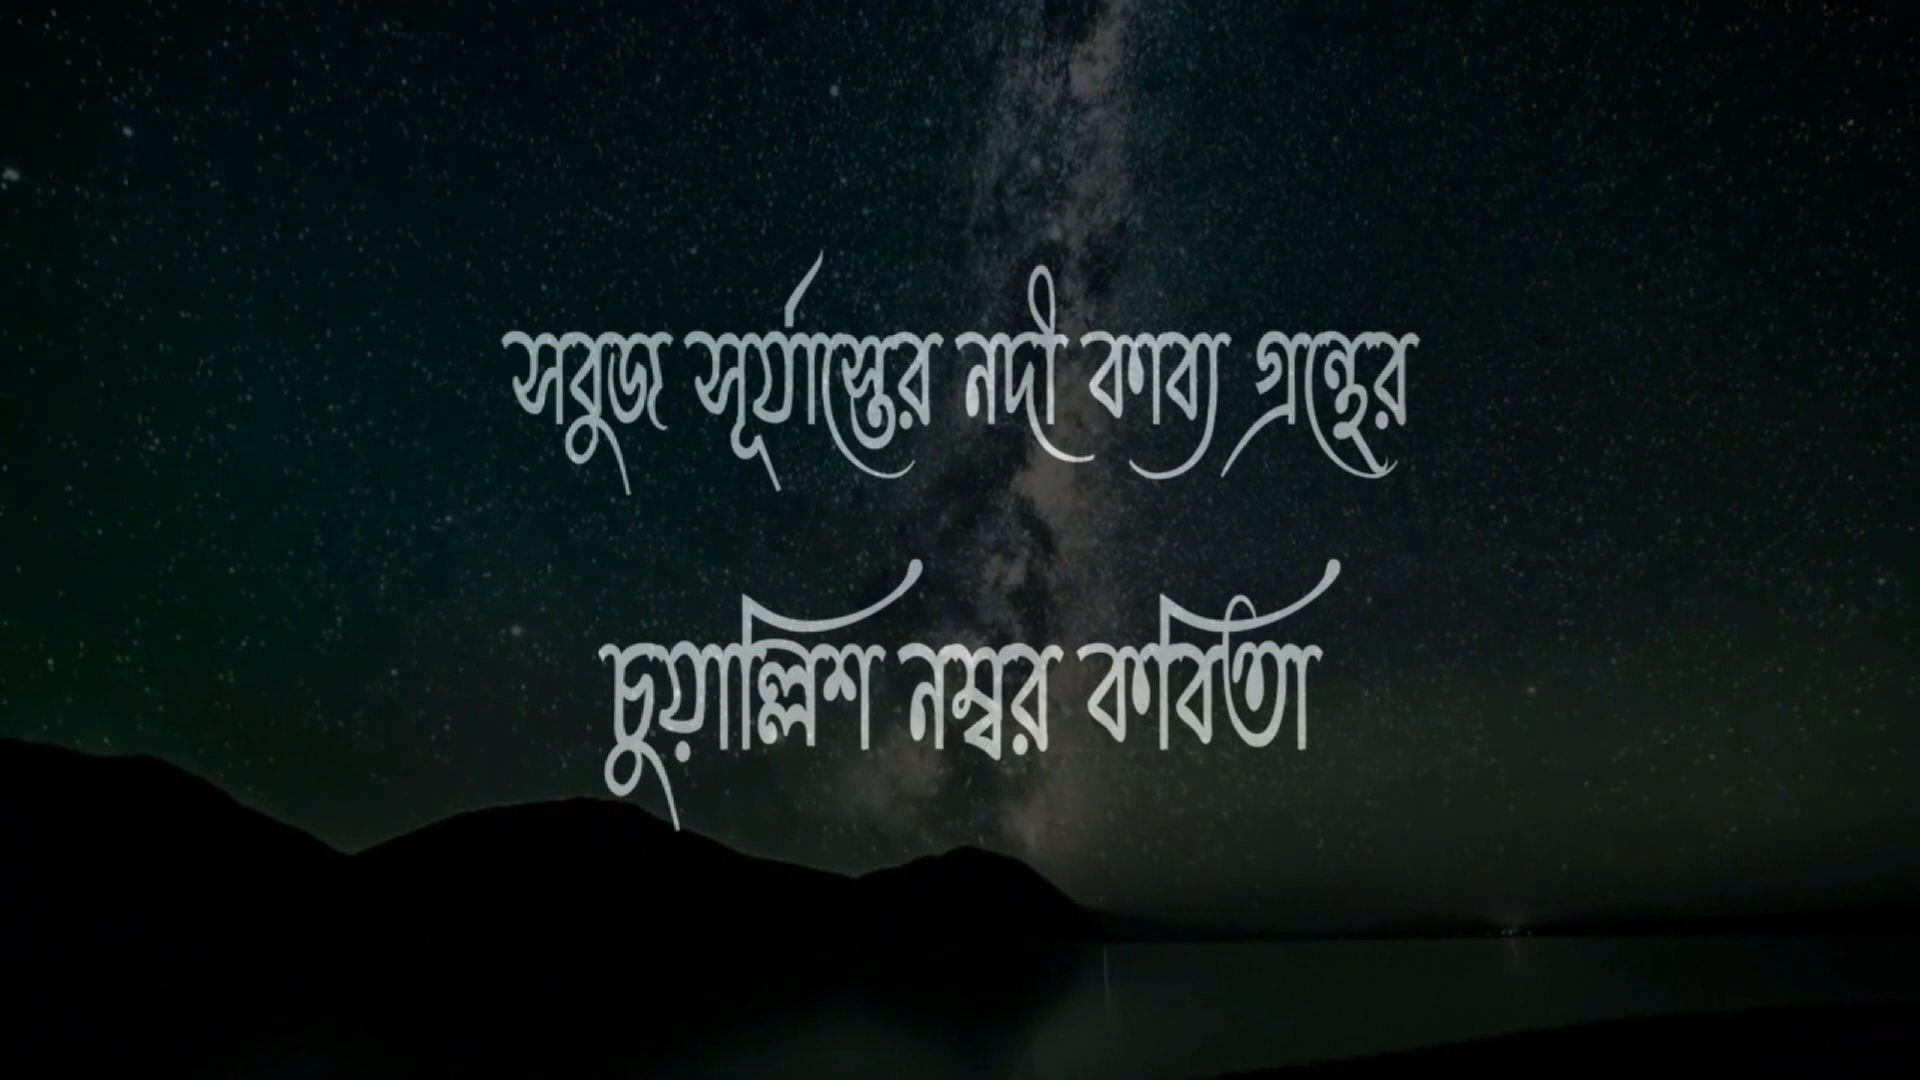 সবুজ সূর্যাস্তের নদী কাব্য গ্রন্থের
চুয়াল্লিশ নম্বর কবিতা